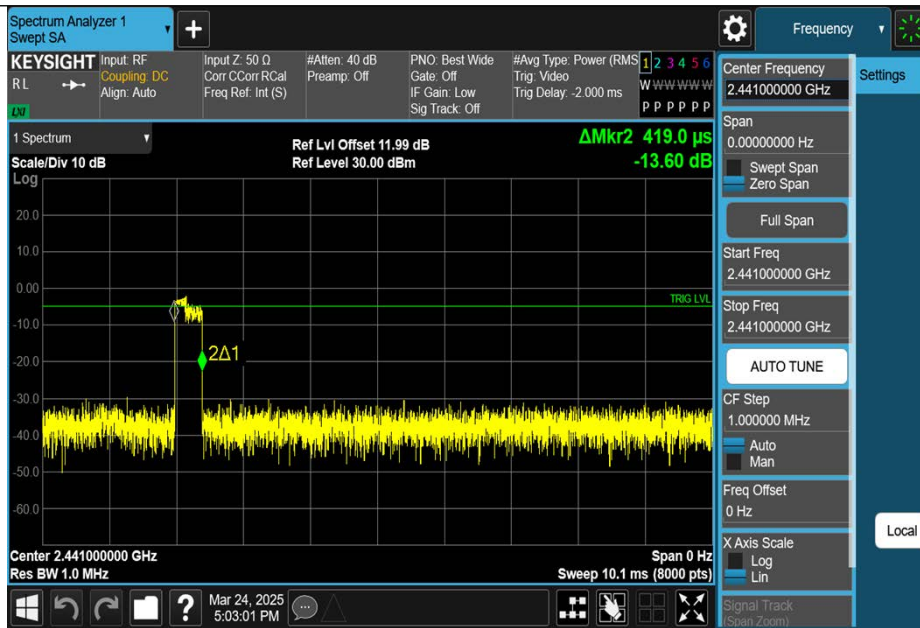 Spectrum Analyzer 1
Swept SA
+
Frequency
KEYSIGHT
R L
LXI
Input: RF
Coupling: DC
Align: Auto
Input Z: 50 Ω
Corr CCorr RCal
Freq Ref: Int (S)
#Atten: 40 dB
Preamp: Off
PNO: Best Wide
Gate: Off
IF Gain: Low
Sig Track: Off
#Avg Type: Power (RMS
Trig: Video
Trig Delay: -2.000 ms
1 2 3 4 5 6
W W W W W W
P P P P P P
Center Frequency
2.441000000 GHz
Settings
1 Spectrum
Scale/Div 10 dB
Log
Ref Lvl Offset 11.99 dB
Ref Level 30.00 dBm
ΔMkr2 419.0 µs
-13.60 dB
Span
0.00000000 Hz
Swept Span
Zero Span
Full Span
Start Freq
2.441000000 GHz
Stop Freq
2.441000000 GHz
AUTO TUNE
CF Step
1.000000 MHz
Auto
Man
Freq Offset
0 Hz
X Axis Scale
Log
Lin
Signal Track
(Span Zoom)
Local
20.0
10.0
0.00
TRIG LVL
-10.0
2Δ1
-20.0
-30.0
-40.0
-50.0
-60.0
Center 2.441000000 GHz
Res BW 1.0 MHz
Span 0 Hz
Sweep 10.1 ms (8000 pts)
?
Mar 24, 2025
5:03:01 PM